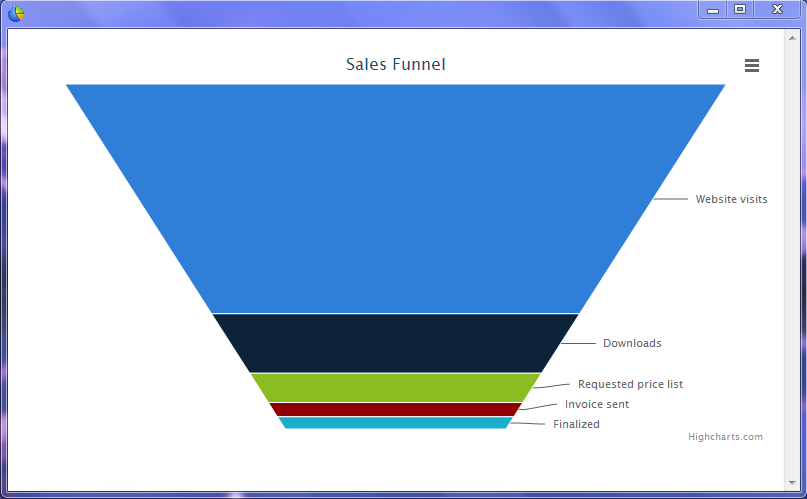 Sales Funnel
Website visits
Downloads
Requested price list
Invoice sent
Finalized
Highcharts.com